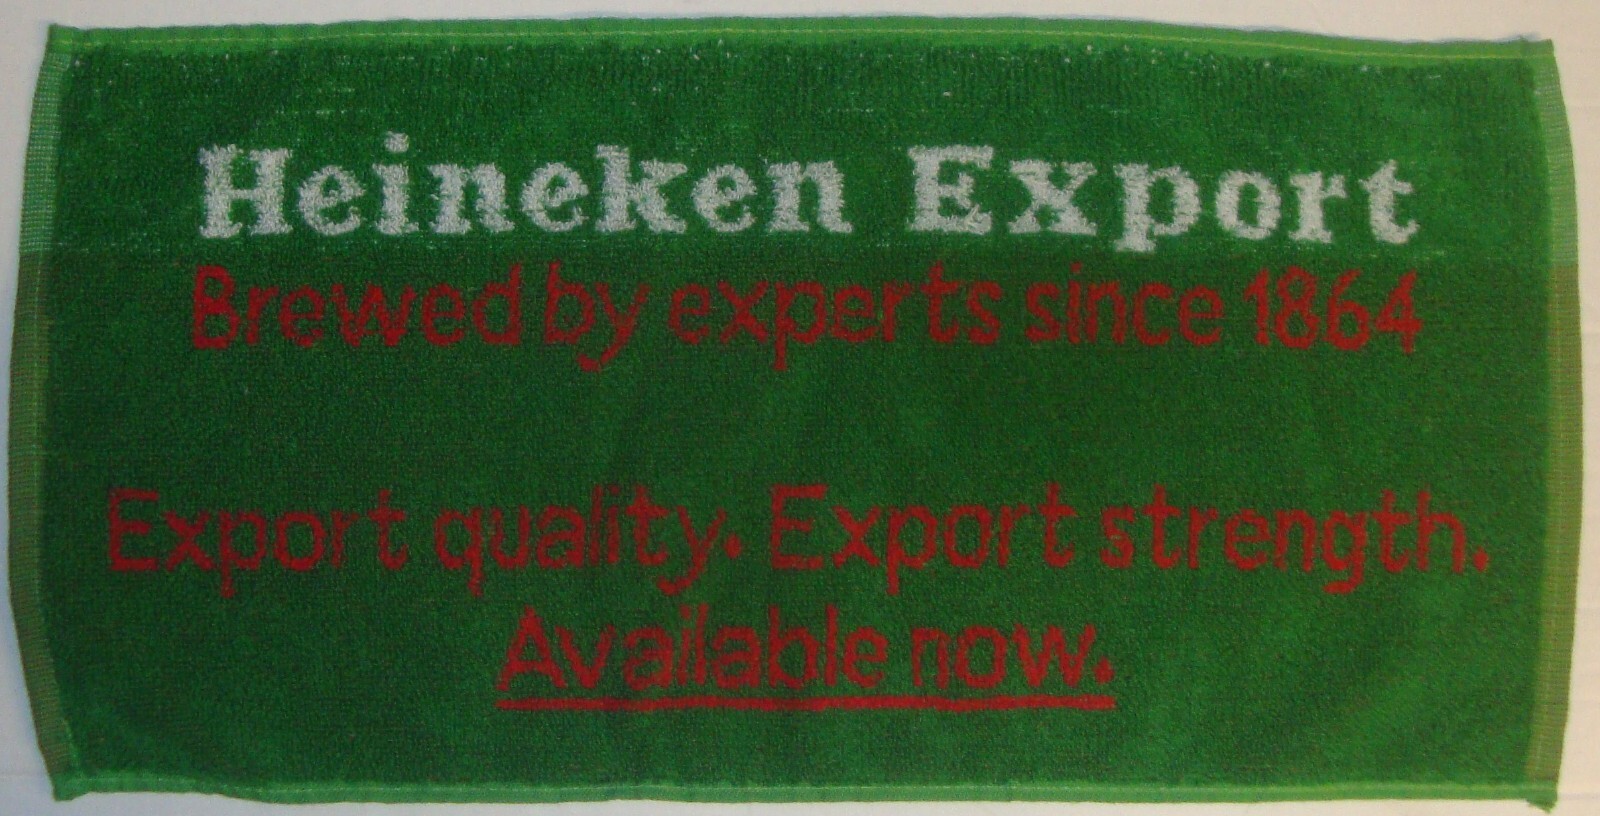 Heineken Export
Brewed by experts since 1864
Export quality. Export strength.
Available now.